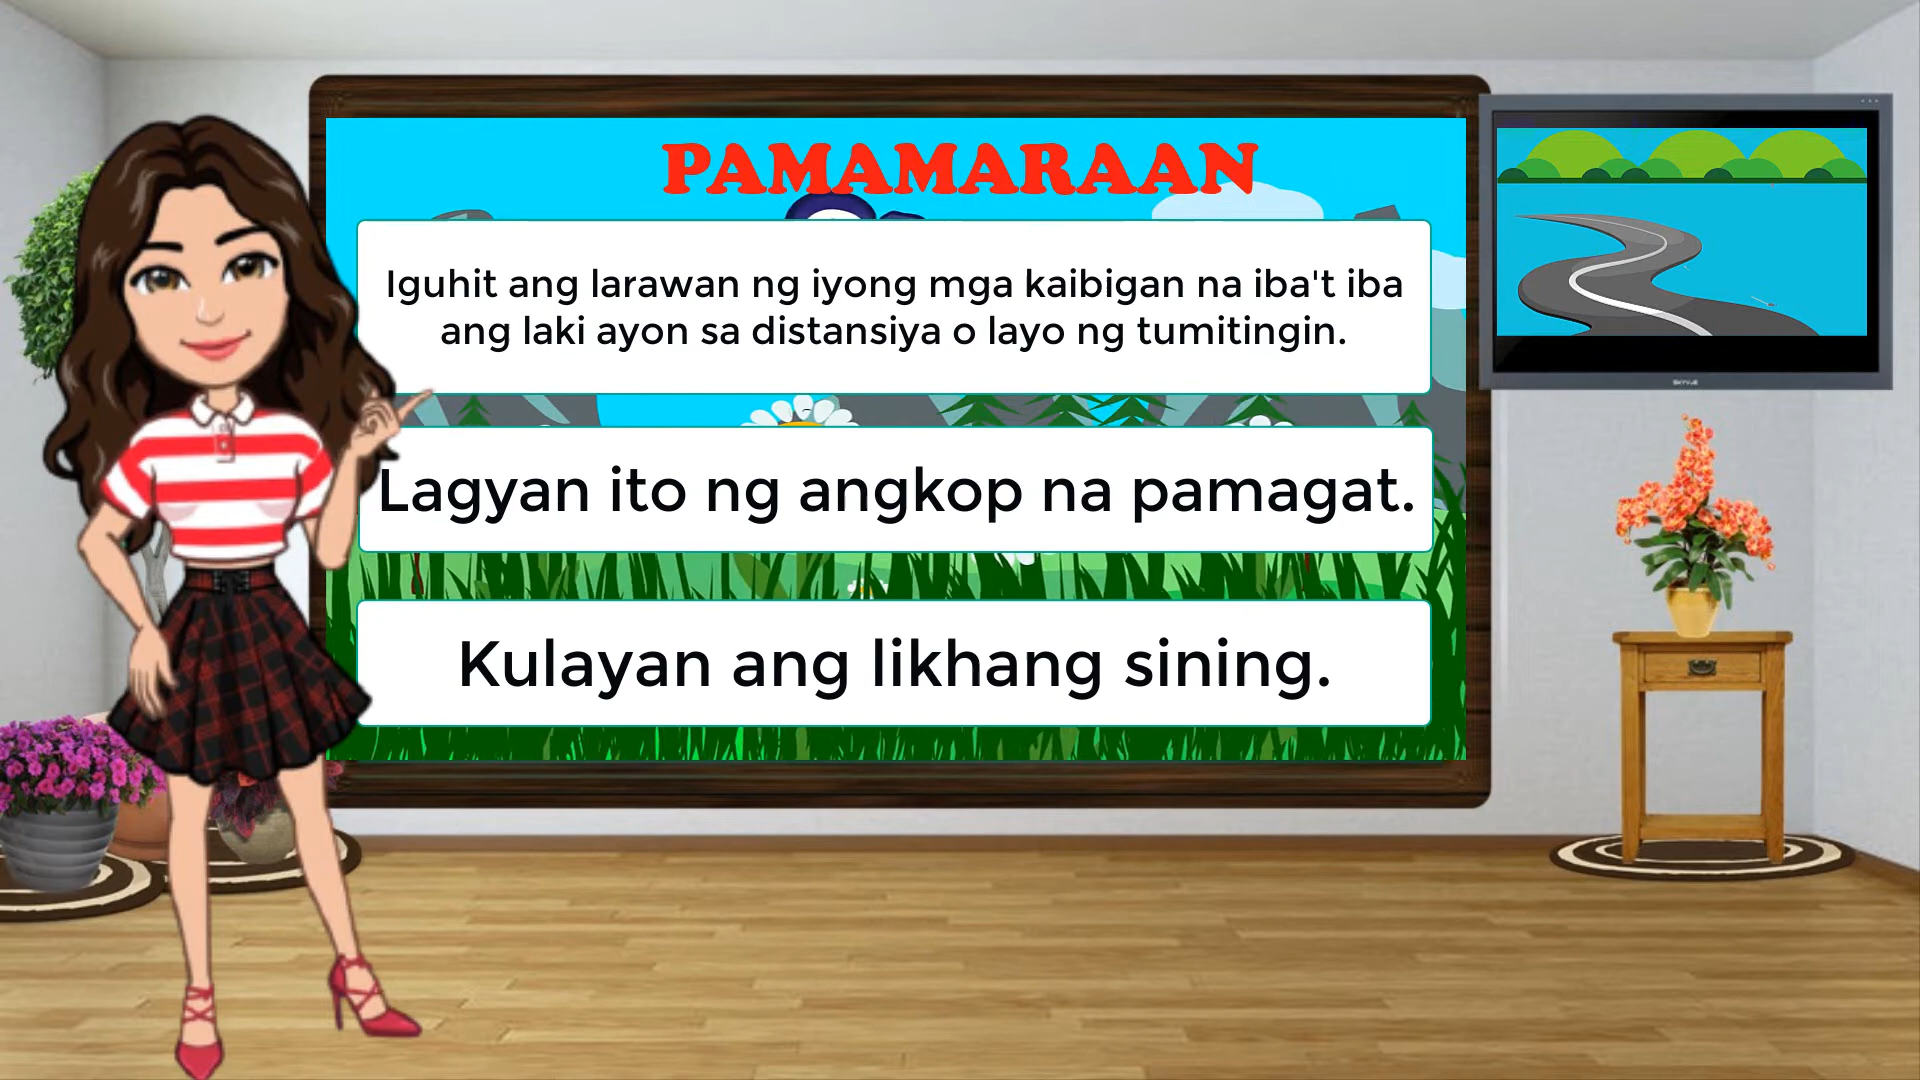 PAMAMARAAN
Iguhit ang larawan ng iyong mga kaibigan na iba't iba
ang laki ayon sa distansiya o layo ng tumitingin.
Lagyan ito ng angkop na pamagat.
Kulayan ang likhang sining.